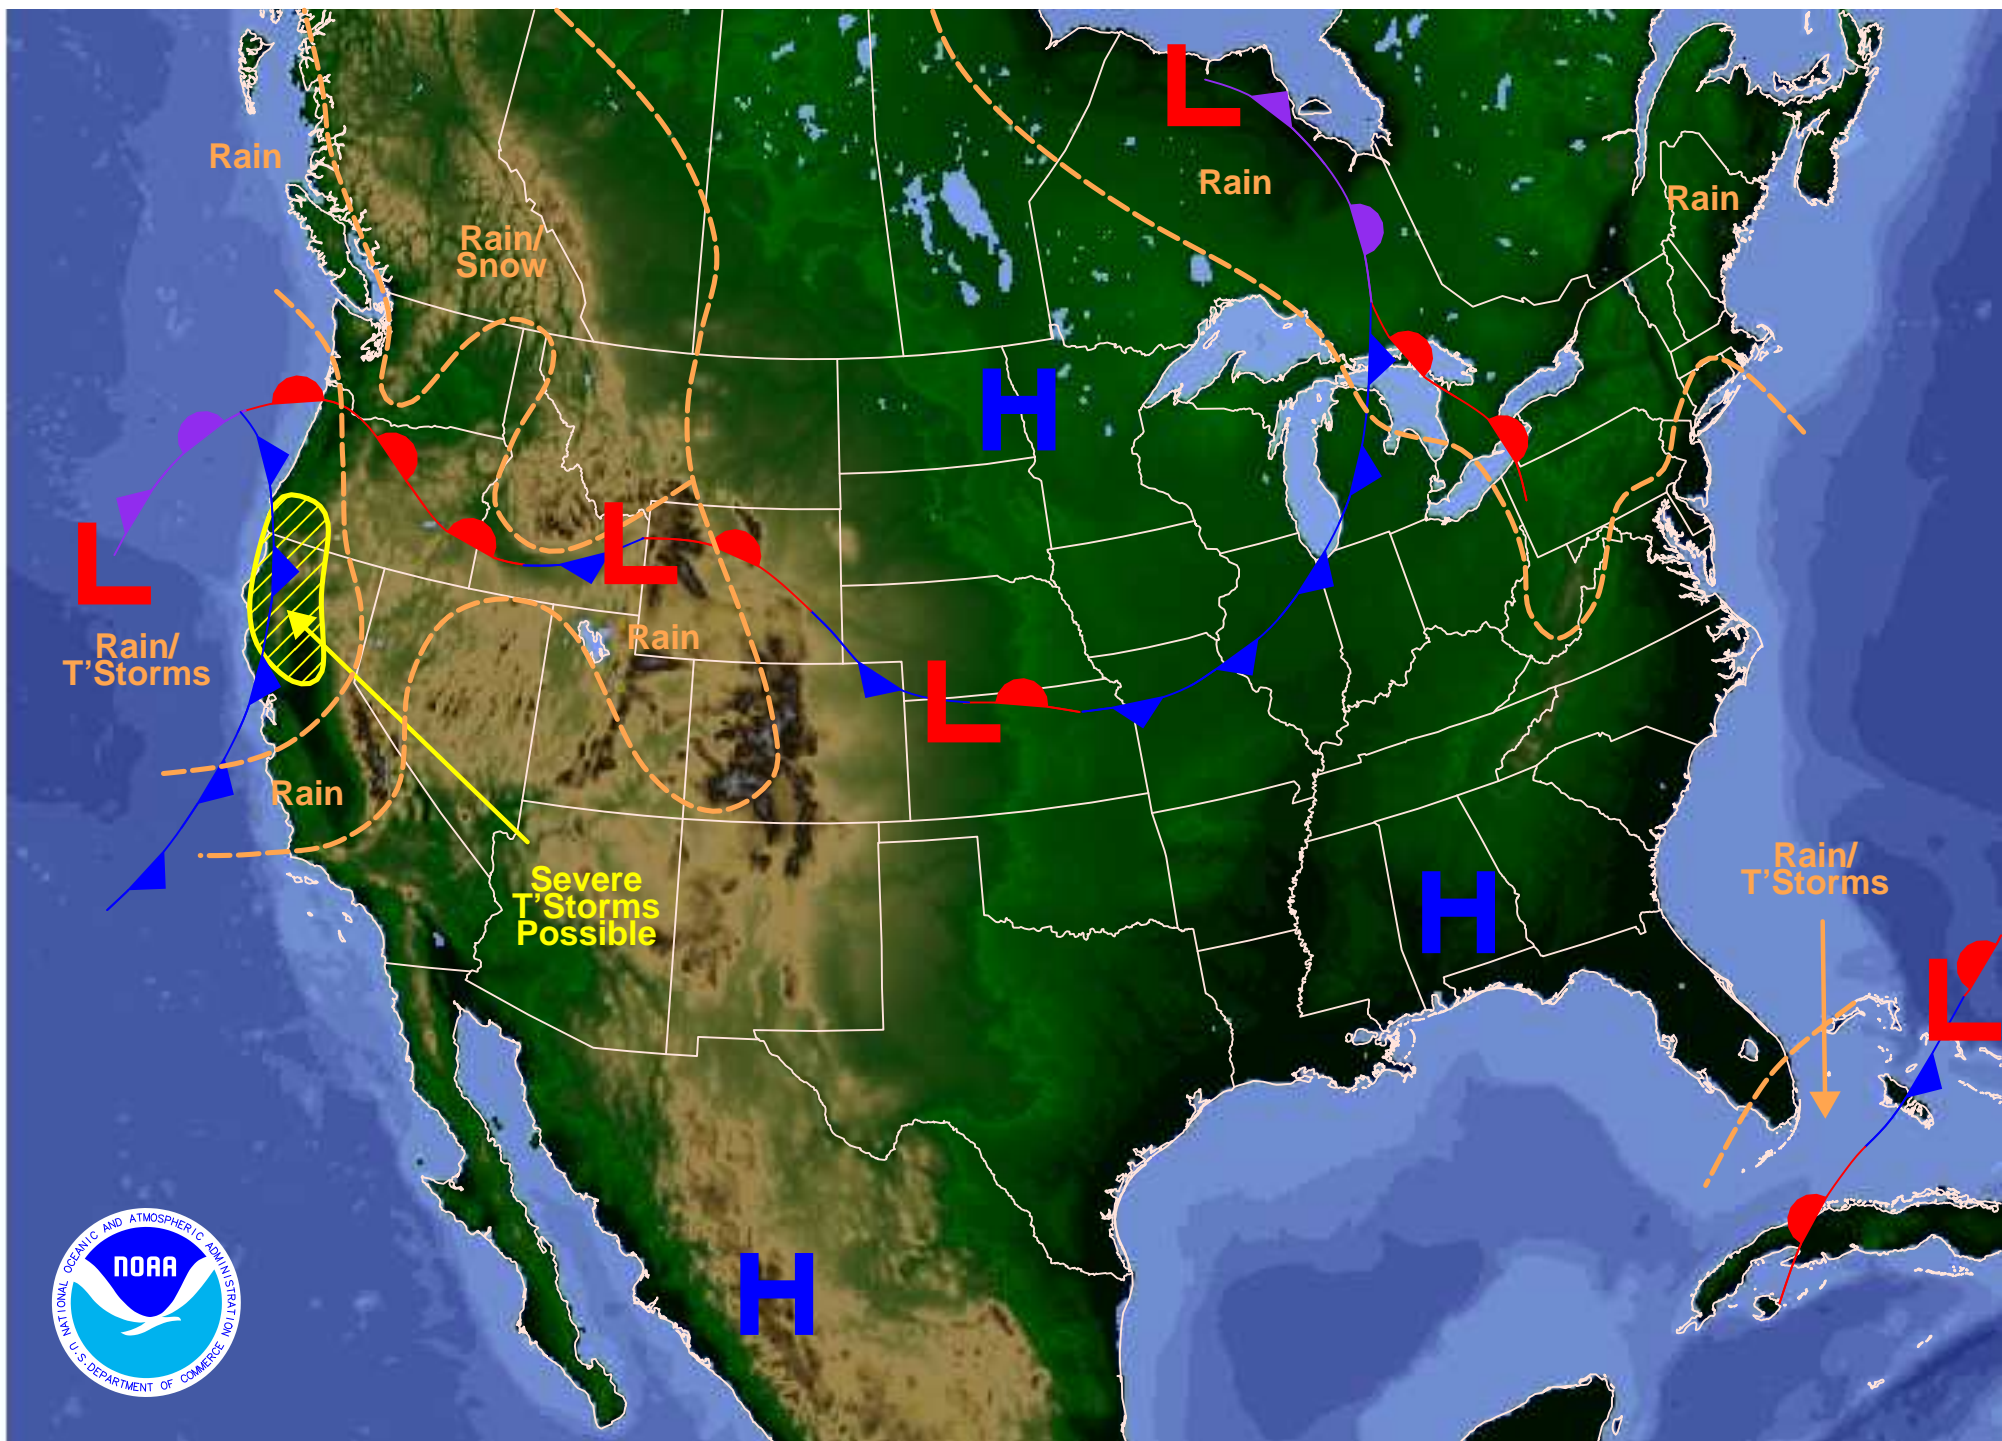 L
Rain
Rain
Rain
Rain/
Snow
H
L
L
Rain/
T'Storms
Rain
L
Rain
Severe
T'Storms
Possible
Rain/
T'Storms
H
L
H
NATIONAL OCEANIC AND ATMOSPHERIC ADMINISTRATION
NOAA
U.S. DEPARTMENT OF COMMERCE